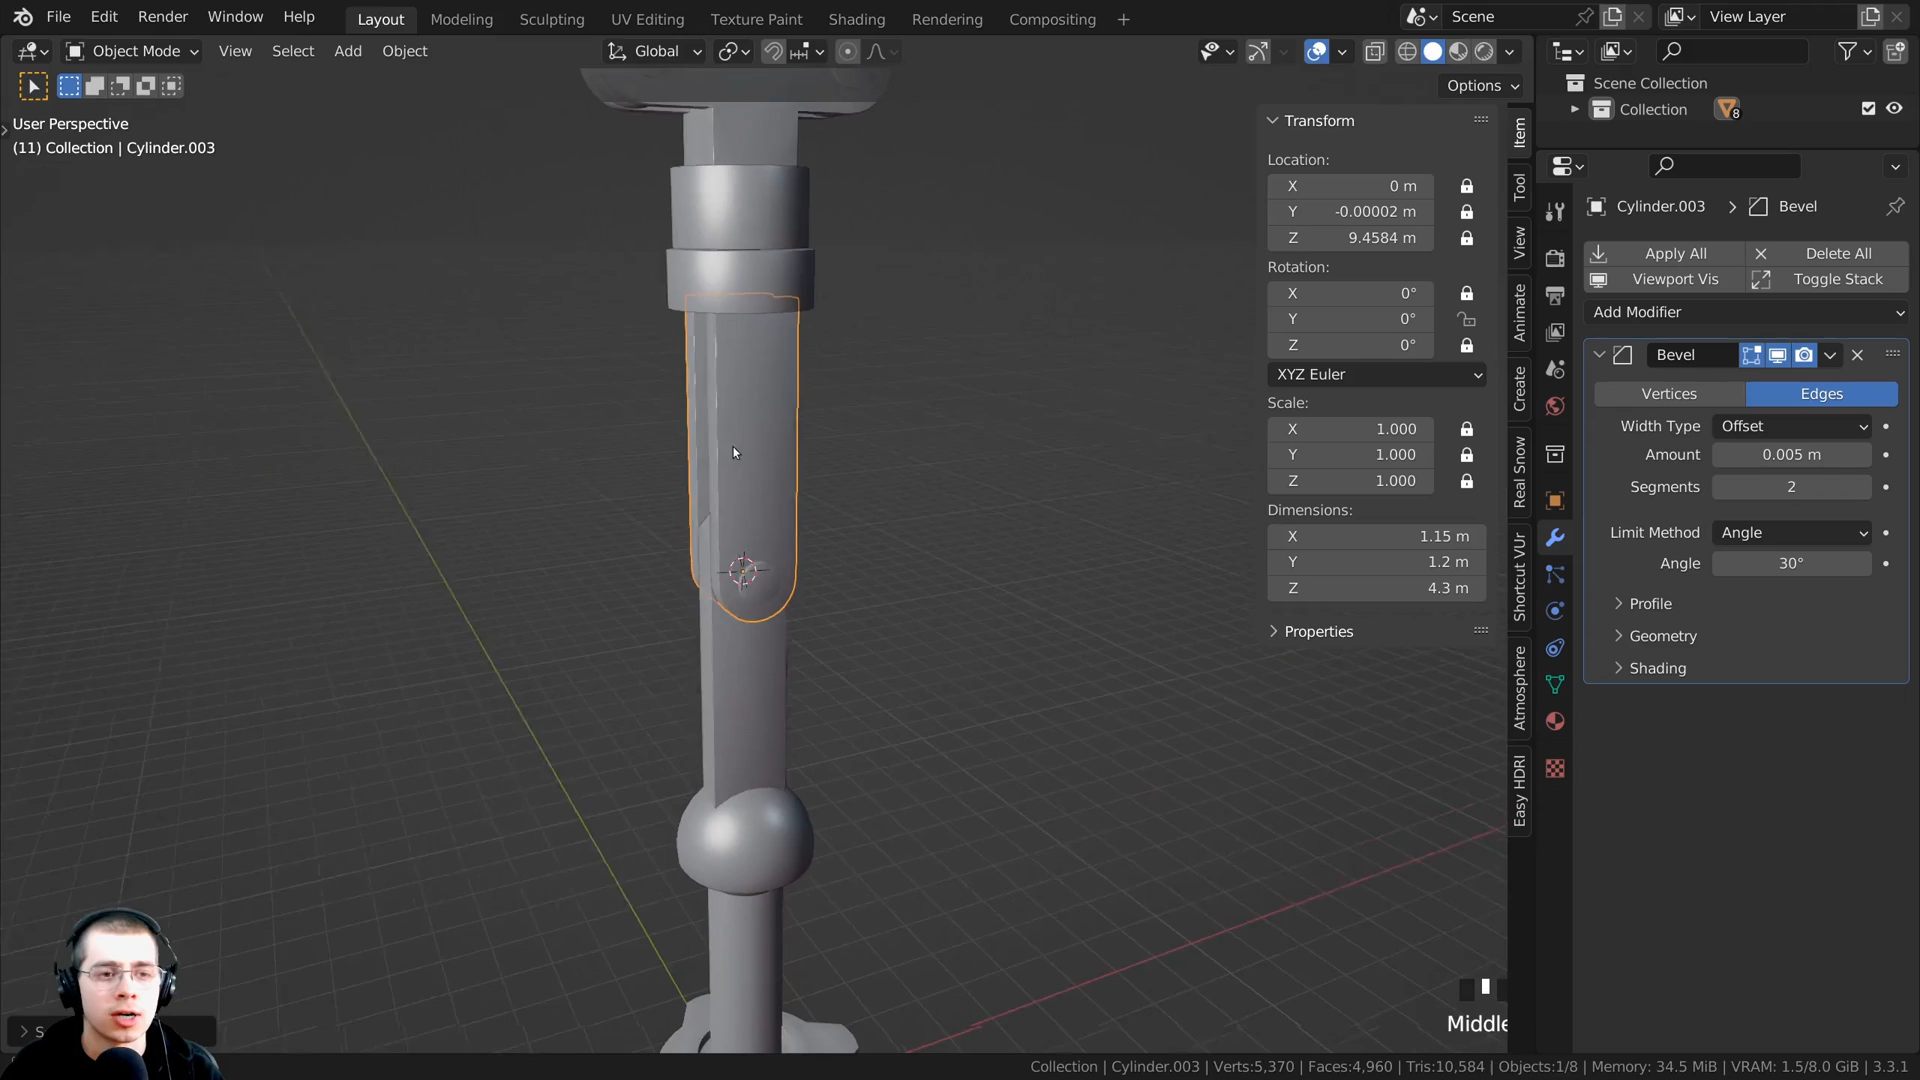 File Edit Render Window Help
Layout Modeling Sculpting UV Editing Texture Paint Shading Rendering Compositing +
Scene
View Layer
Object Mode View Select Add Object
Global
Options
User Perspective
(11) Collection | Cylinder.003
Transform
Location:
X 0 m
Y -0.00002 m
Z 9.4584 m
Rotation:
X 0°
Y 0°
Z 0°
XYZ Euler
Scale:
X 1.000
Y 1.000
Z 1.000
Dimensions:
X 1.15 m
Y 1.2 m
Z 4.3 m
Properties
Item
Tool
View
Animate
Create
Real Snow
Shortcut VUr
Atmosphere
Easy HDRI
Scene Collection
Collection 8
Cylinder.003 > Bevel
Apply All Delete All
Viewport Vis Toggle Stack
Add Modifier
Bevel
Vertices Edges
Width Type Offset
Amount 0.005 m
Segments 2
Limit Method Angle
Angle 30°
Profile
Geometry
Shading
S
Middle
Collection | Cylinder.003 | Verts:5,370 | Faces:4,960 | Tris:10,584 | Objects:1/8 | Memory: 34.5 MiB | VRAM: 1.5/8.0 GiB | 3.3.1